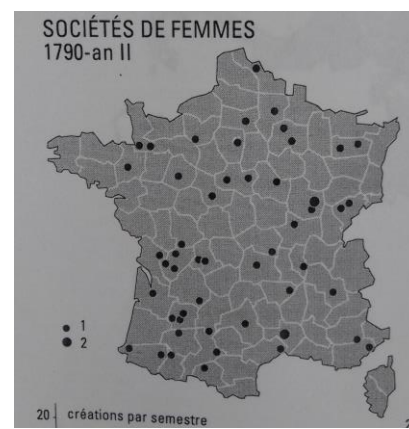 SOCIÉTÉS DE FEMMES
1790-an II
1
2
20 créations par semestre